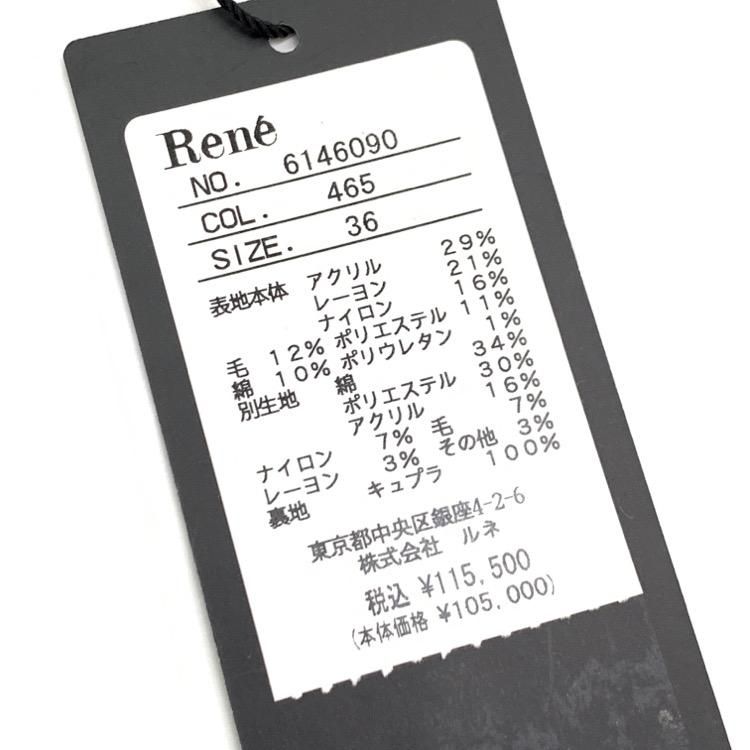 René
NO. 6146090
COL. 465
SIZE. 36
表地本体 アクリル 29%
レーヨン 21%
ナイロン 16%
毛 12% ポリエステル 11%
綿 10% ポリウレタン 1%
別生地 綿 34%
ポリエステル 30%
アクリル 16%
ナイロン 7% 毛 7%
レーヨン 3% その他 3%
裏地 キュプラ 100%
東京都中央区銀座4-2-6
株式会社 ルネ
税込 ¥115,500
(本体価格 ¥105,000)